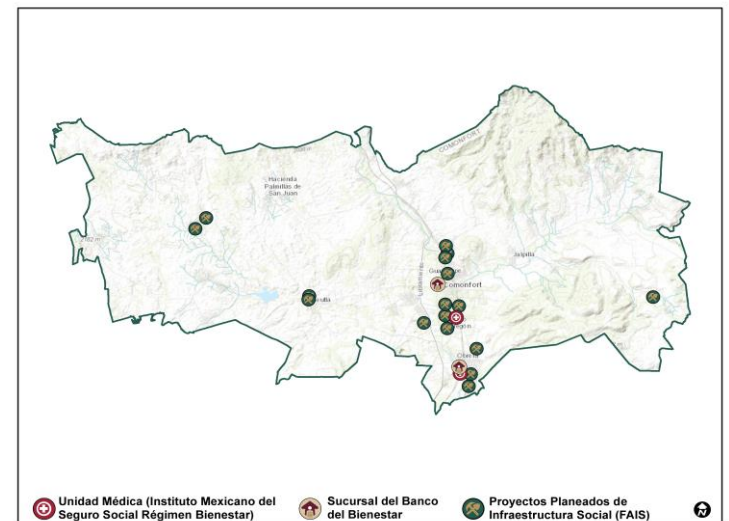 COMONFORT
Hacienda
Palmillas de
San Juan
Comonfort
Unidad Médica (Instituto Mexicano del
Seguro Social Régimen Bienestar)
Sucursal del Banco
del Bienestar
Proyectos Planeados de
Infraestructura Social (FAIS)